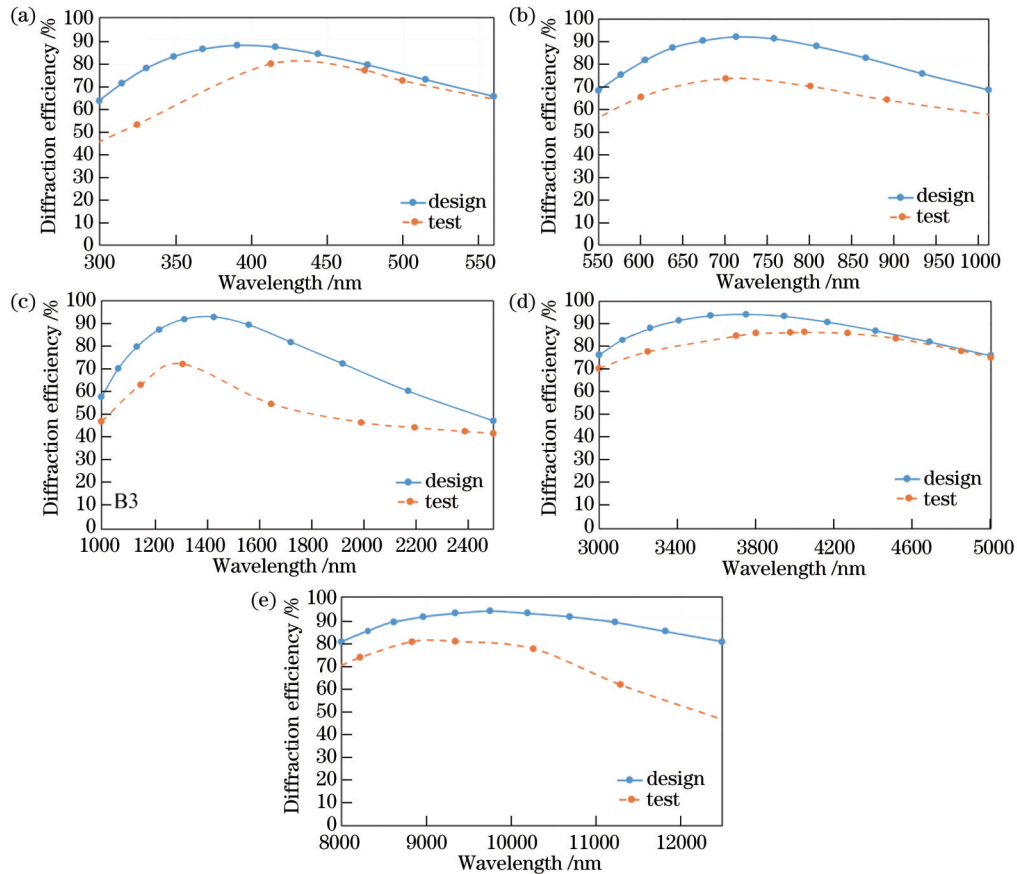 (a)
Diffraction efficiency /%
100
90
80
70
60
50
40
30
20
10
0
design
test
300 350 400 450 500 550
Wavelength /nm
(b)
Diffraction efficiency /%
100
90
80
70
60
50
40
30
20
10
0
design
test
550 600 650 700 750 800 850 900 950 1000
Wavelength /nm
(c)
Diffraction efficiency /%
100
90
80
70
60
50
40
30
20
10
0
B3
design
test
1000 1200 1400 1600 1800 2000 2200 2400
Wavelength /nm
(d)
Diffraction efficiency /%
100
90
80
70
60
50
40
30
20
10
0
design
test
3000 3400 3800 4200 4600 5000
Wavelength /nm
(e)
Diffraction efficiency /%
100
90
80
70
60
50
40
30
20
10
0
design
test
8000 9000 10000 11000 12000
Wavelength /nm